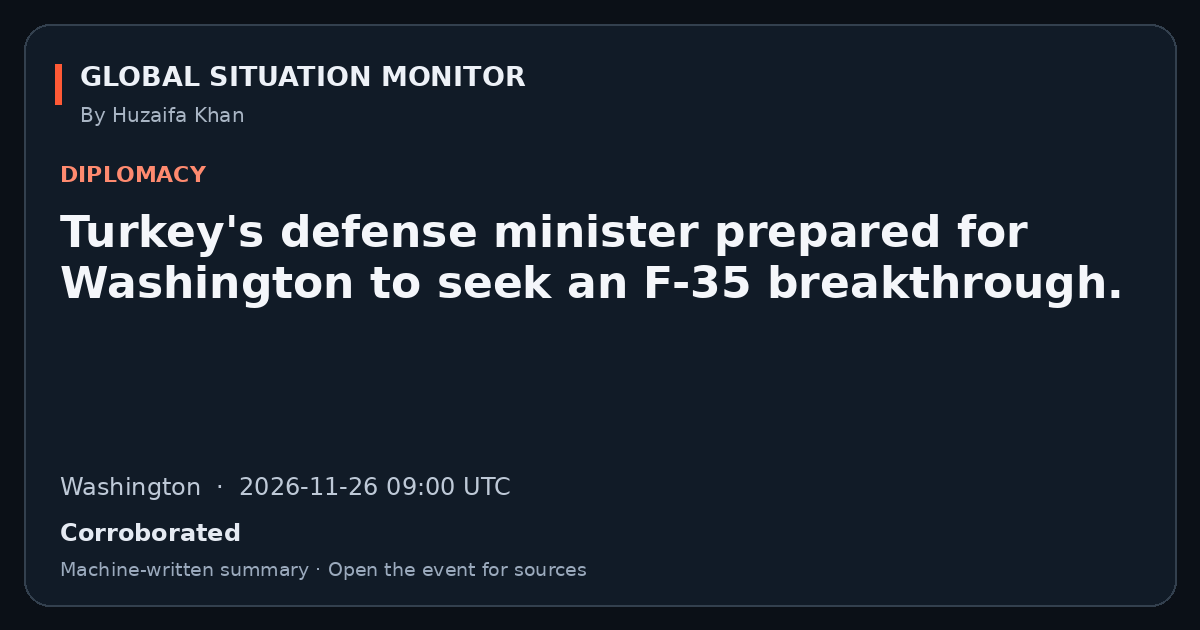 GLOBAL SITUATION MONITOR
By Huzaifa Khan
DIPLOMACY
Turkey's defense minister prepared for
Washington to seek an F-35 breakthrough.
Washington · 2026-11-26 09:00 UTC
Corroborated
Machine-written summary · Open the event for sources